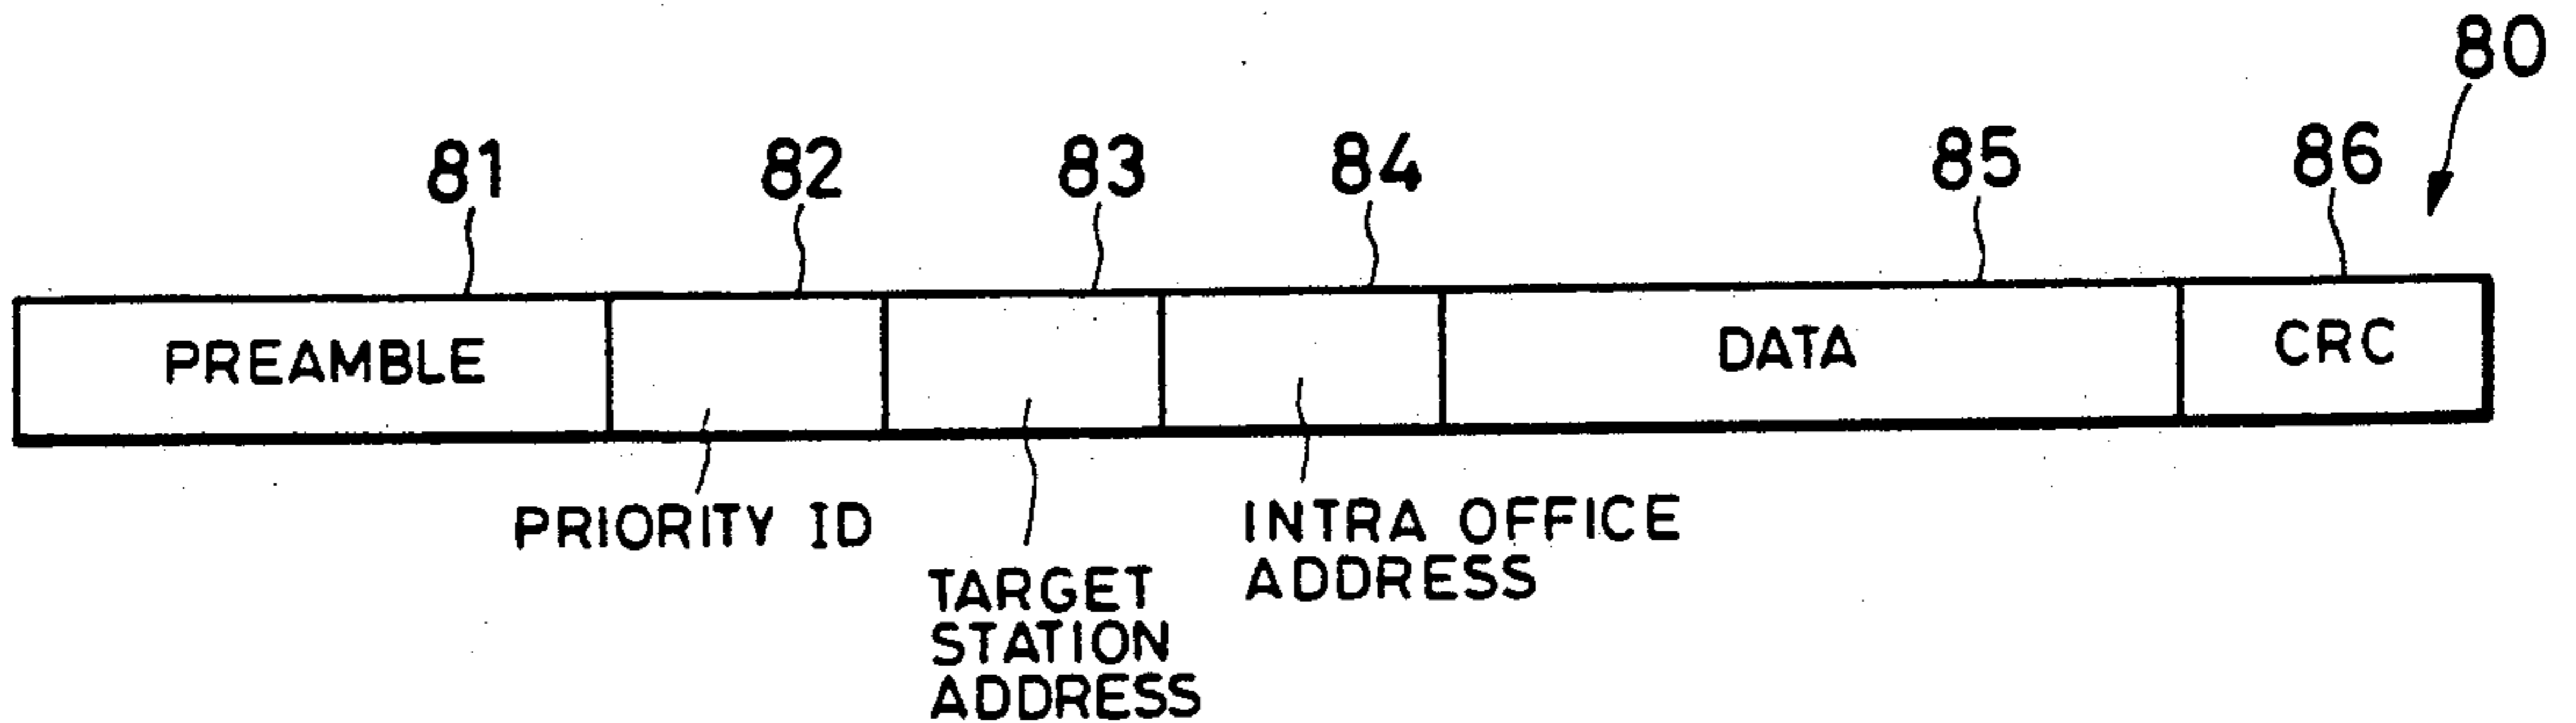 80
81 82 83 84 85 86
PREAMBLE DATA CRC
PRIORITY ID
INTRA OFFICE
ADDRESS
TARGET
STATION
ADDRESS